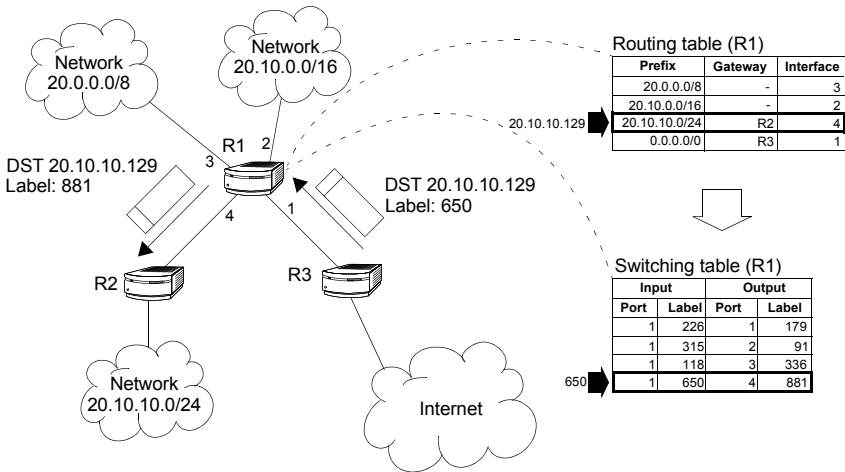 Network
20.0.0.0/8
Network
20.10.0.0/16
R1
2
3
DST 20.10.10.129
Label: 881
DST 20.10.10.129
Label: 650
4
1
R2
R3
Network
20.10.10.0/24
Internet
Routing table (R1)
Prefix Gateway Interface
20.0.0.0/8 - 3
20.10.0.0/16 - 2
20.10.10.129 20.10.10.0/24 R2 4
0.0.0.0/0 R3 1
Switching table (R1)
Input Output
Port Label Port Label
1 226 1 179
1 315 2 91
1 118 3 336
650 1 650 4 881